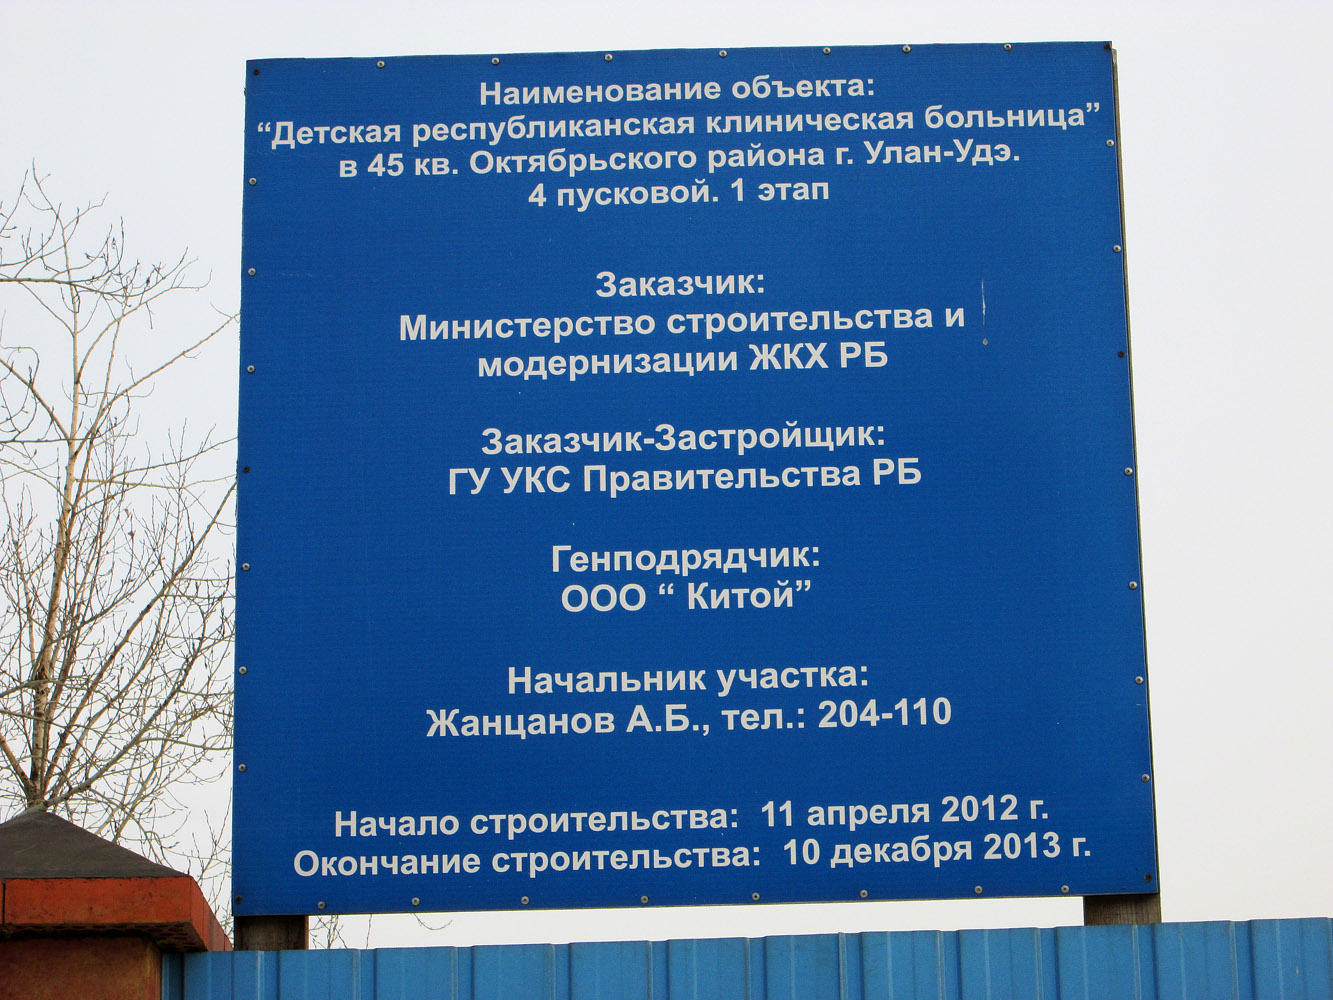 Наименование объекта:
“Детская республиканская клиническая больница”
в 45 кв. Октябрьского района г. Улан-Удэ.
4 пусковой. 1 этап
Заказчик:
Министерство строительства и
модернизации ЖКХ РБ
Заказчик-Застройщик:
ГУ УКС Правительства РБ
Генподрядчик:
ООО “ Китой”
Начальник участка:
Жанцанов А.Б., тел.: 204-110
Начало строительства: 11 апреля 2012 г.
Окончание строительства: 10 декабря 2013 г.